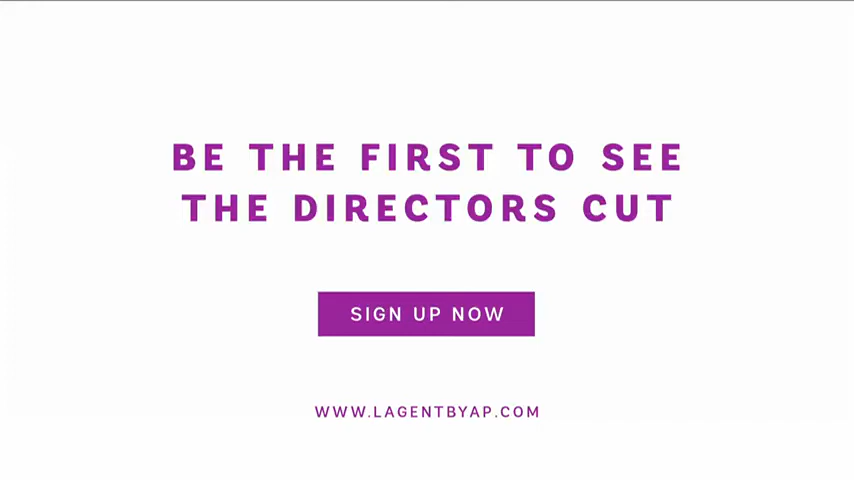 BE THE FIRST TO SEE
THE DIRECTORS CUT
SIGN UP NOW
WWW.LAGENTBYAP.COM